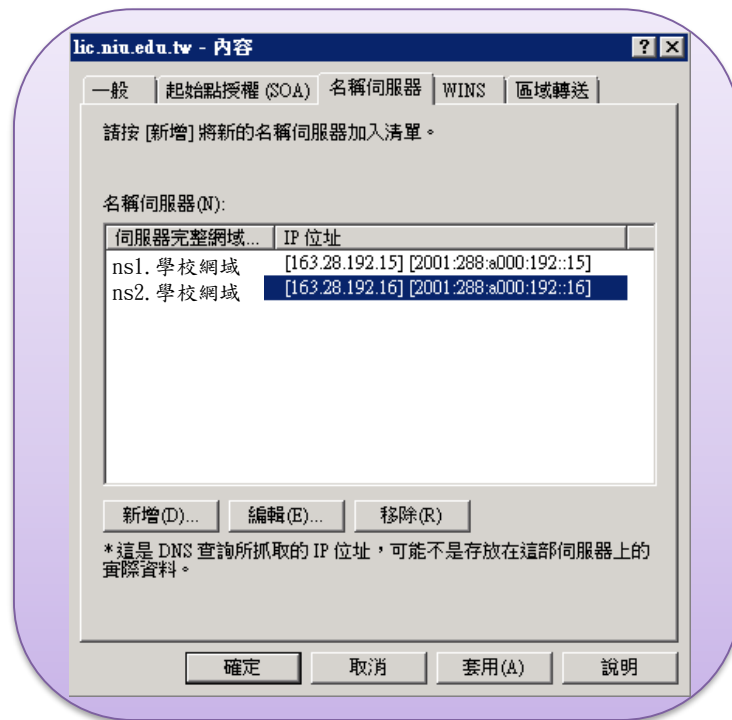 lic.niu.edu.tw - 內容
一般 起始點授權 (SOA) 名稱伺服器 WINS 區域轉送
請按 [新增] 將新的名稱伺服器加入清單。
名稱伺服器(N):
伺服器完整網域... IP 位址
ns1.學校網域 [163.28.192.15] [2001:288:a000:192::15]
ns2.學校網域 [163.28.192.16] [2001:288:a000:192::16]
新增(D)... 編輯(E)... 移除(R)
*這是 DNS 查詢所抓取的 IP 位址，可能不是存放在這部伺服器上的
實際資料。
確定 取消 套用(A) 說明